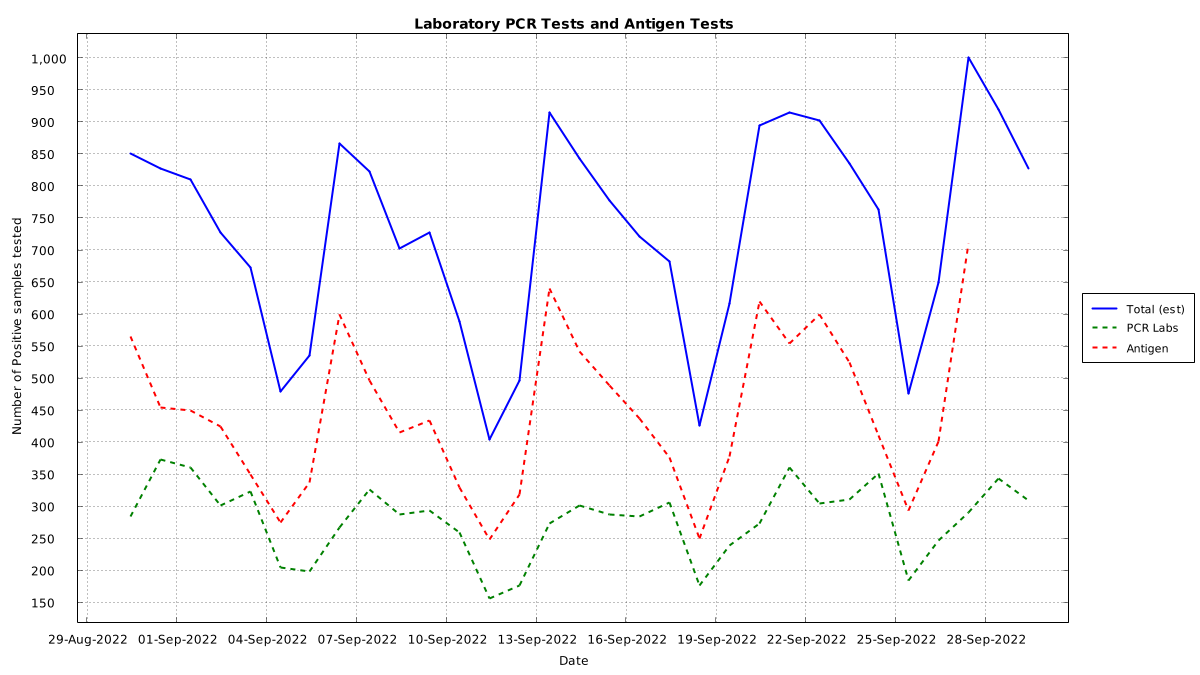 Laboratory PCR Tests and Antigen Tests
1,000
950
900
850
800
750
700
650
600
550
500
450
400
350
300
250
200
150
Number of Positive samples tested
29-Aug-2022 01-Sep-2022 04-Sep-2022 07-Sep-2022 10-Sep-2022 13-Sep-2022 16-Sep-2022 19-Sep-2022 22-Sep-2022 25-Sep-2022 28-Sep-2022
Date
Total (est)
PCR Labs
Antigen